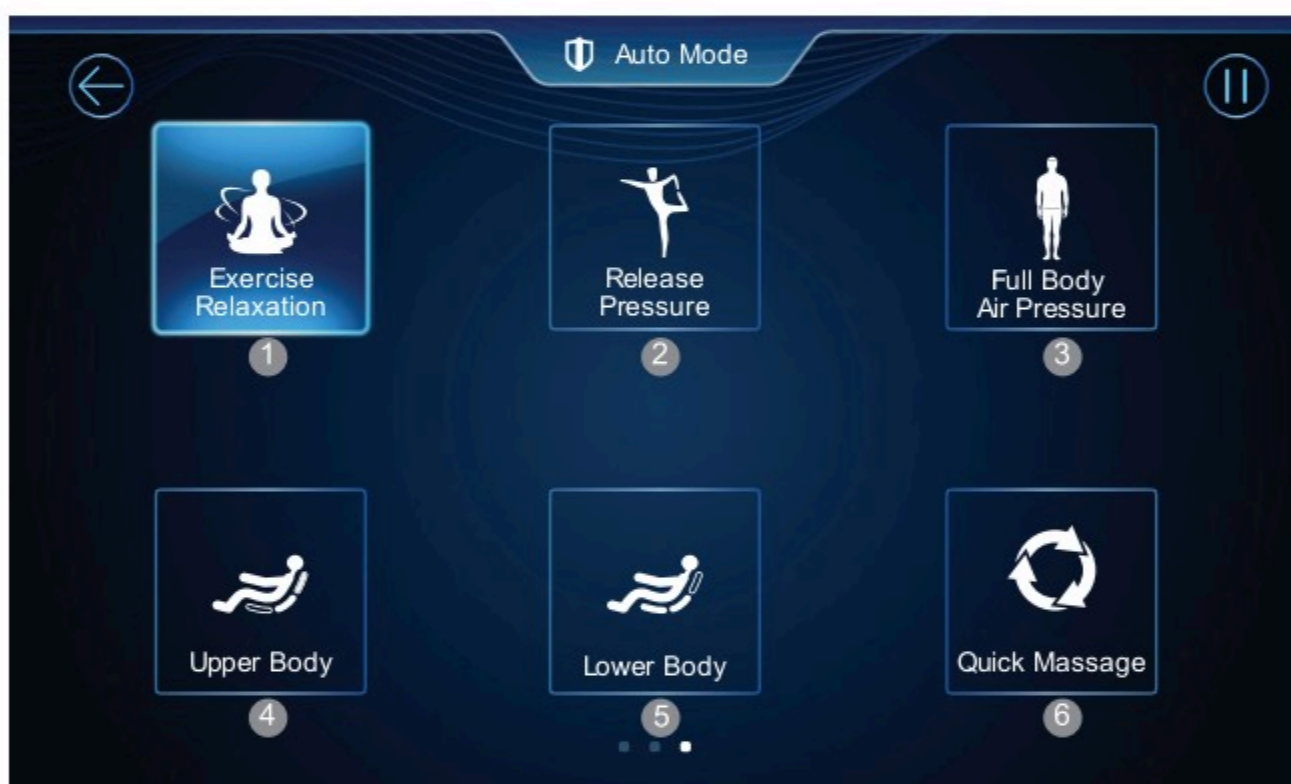 Auto Mode
Exercise
Relaxation
Release
Pressure
Full Body
Air Pressure
1
2
3
Upper Body
Lower Body
Quick Massage
4
5
6